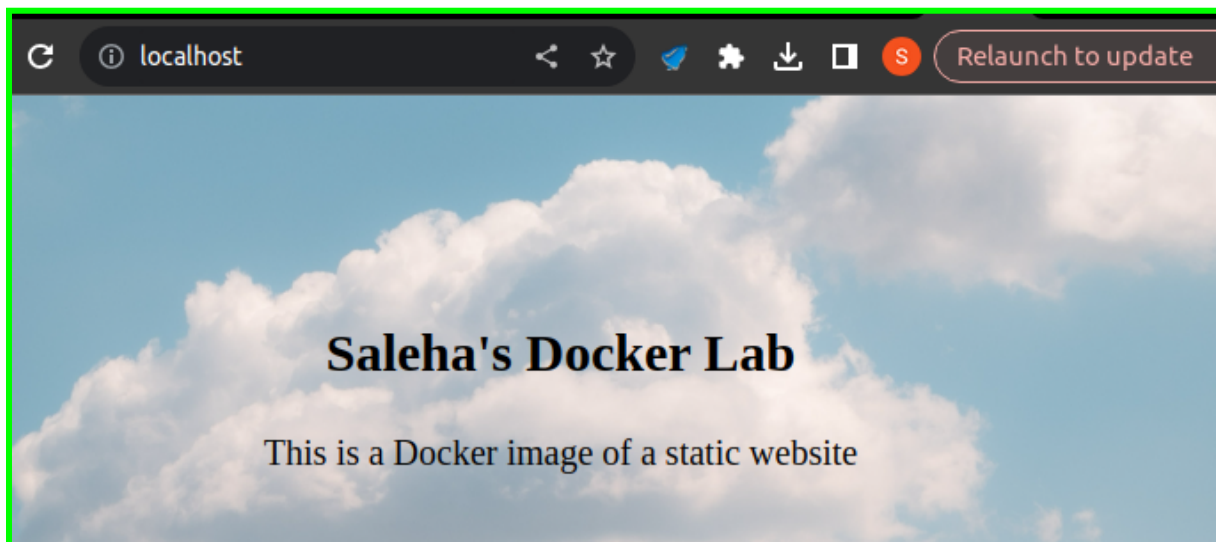 localhost
S
Relaunch to update
Saleha's Docker Lab
This is a Docker image of a static website